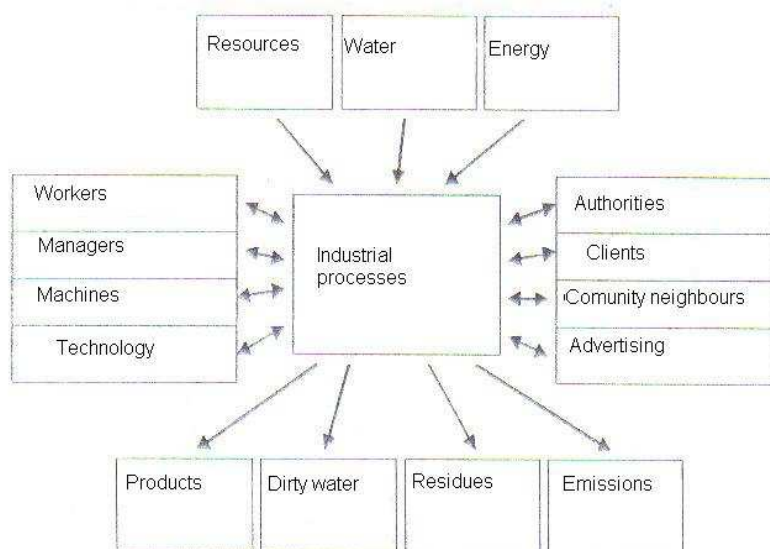 Resources
Water
Energy
Workers
Managers
Machines
Technology
Industrial
processes
Authorities
Clients
Comunity neighbours
Advertising
Products
Dirty water
Residues
Emissions